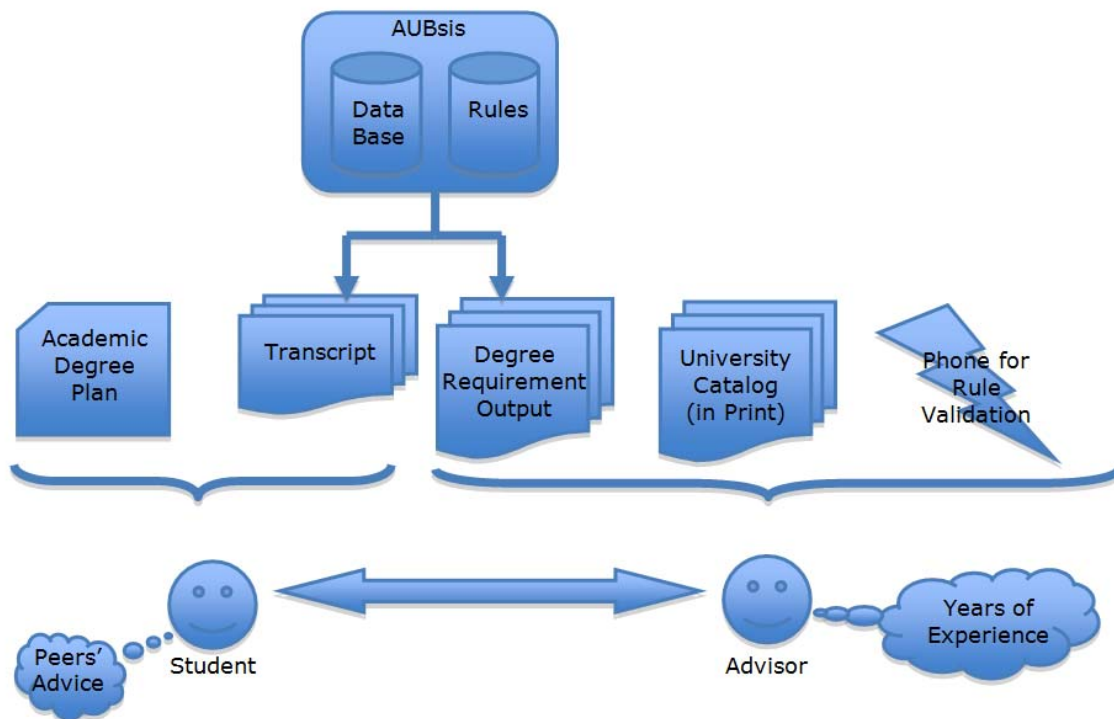 AUBsis
Data
Base
Rules
Academic
Degree
Plan
Transcript
Degree
Requirement
Output
University
Catalog
(in Print)
Phone for
Rule
Validation
Student
Peers’
Advice
Advisor
Years of
Experience